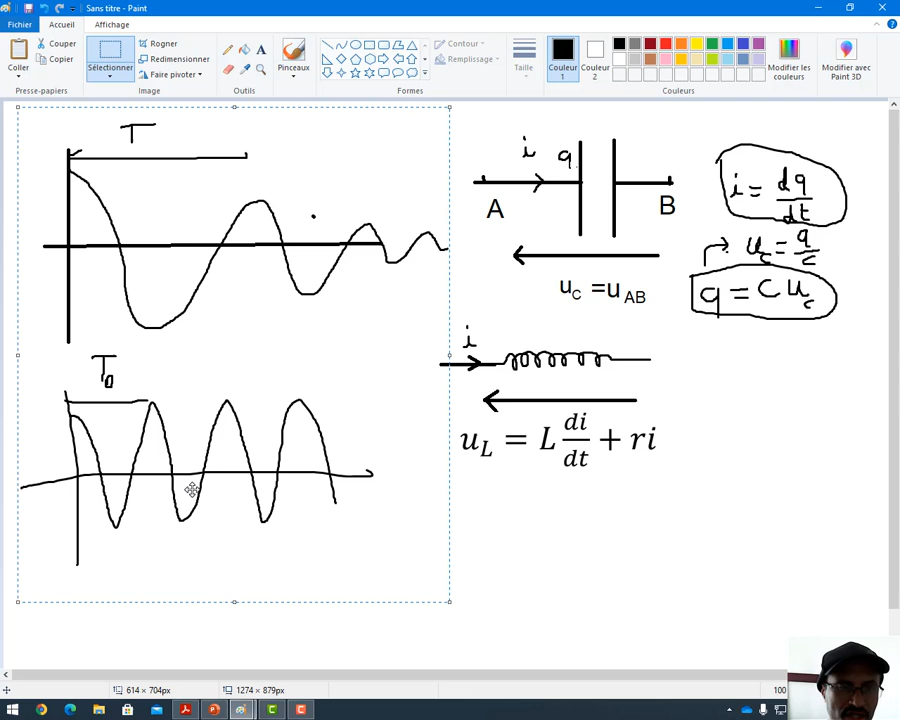 Sans titre - Paint
Fichier
Accueil
Affichage
Coller
Couper
Copier
Presse-papiers
Sélectionner
Rogner
Redimensionner
Faire pivoter
Image
A
Outils
Pinceaux
Contour
Remplissage
Formes
Taille
Couleur
1
Couleur
2
Modifier les
couleurs
Couleurs
Modifier avec
Paint 3D
T
i
q
A
B
u_C = u_AB
i = dq/dt
u_c = q/c
q = C u_c
T_0
i
u_L = L di/dt + ri
614 × 704px
1274 × 879px
100